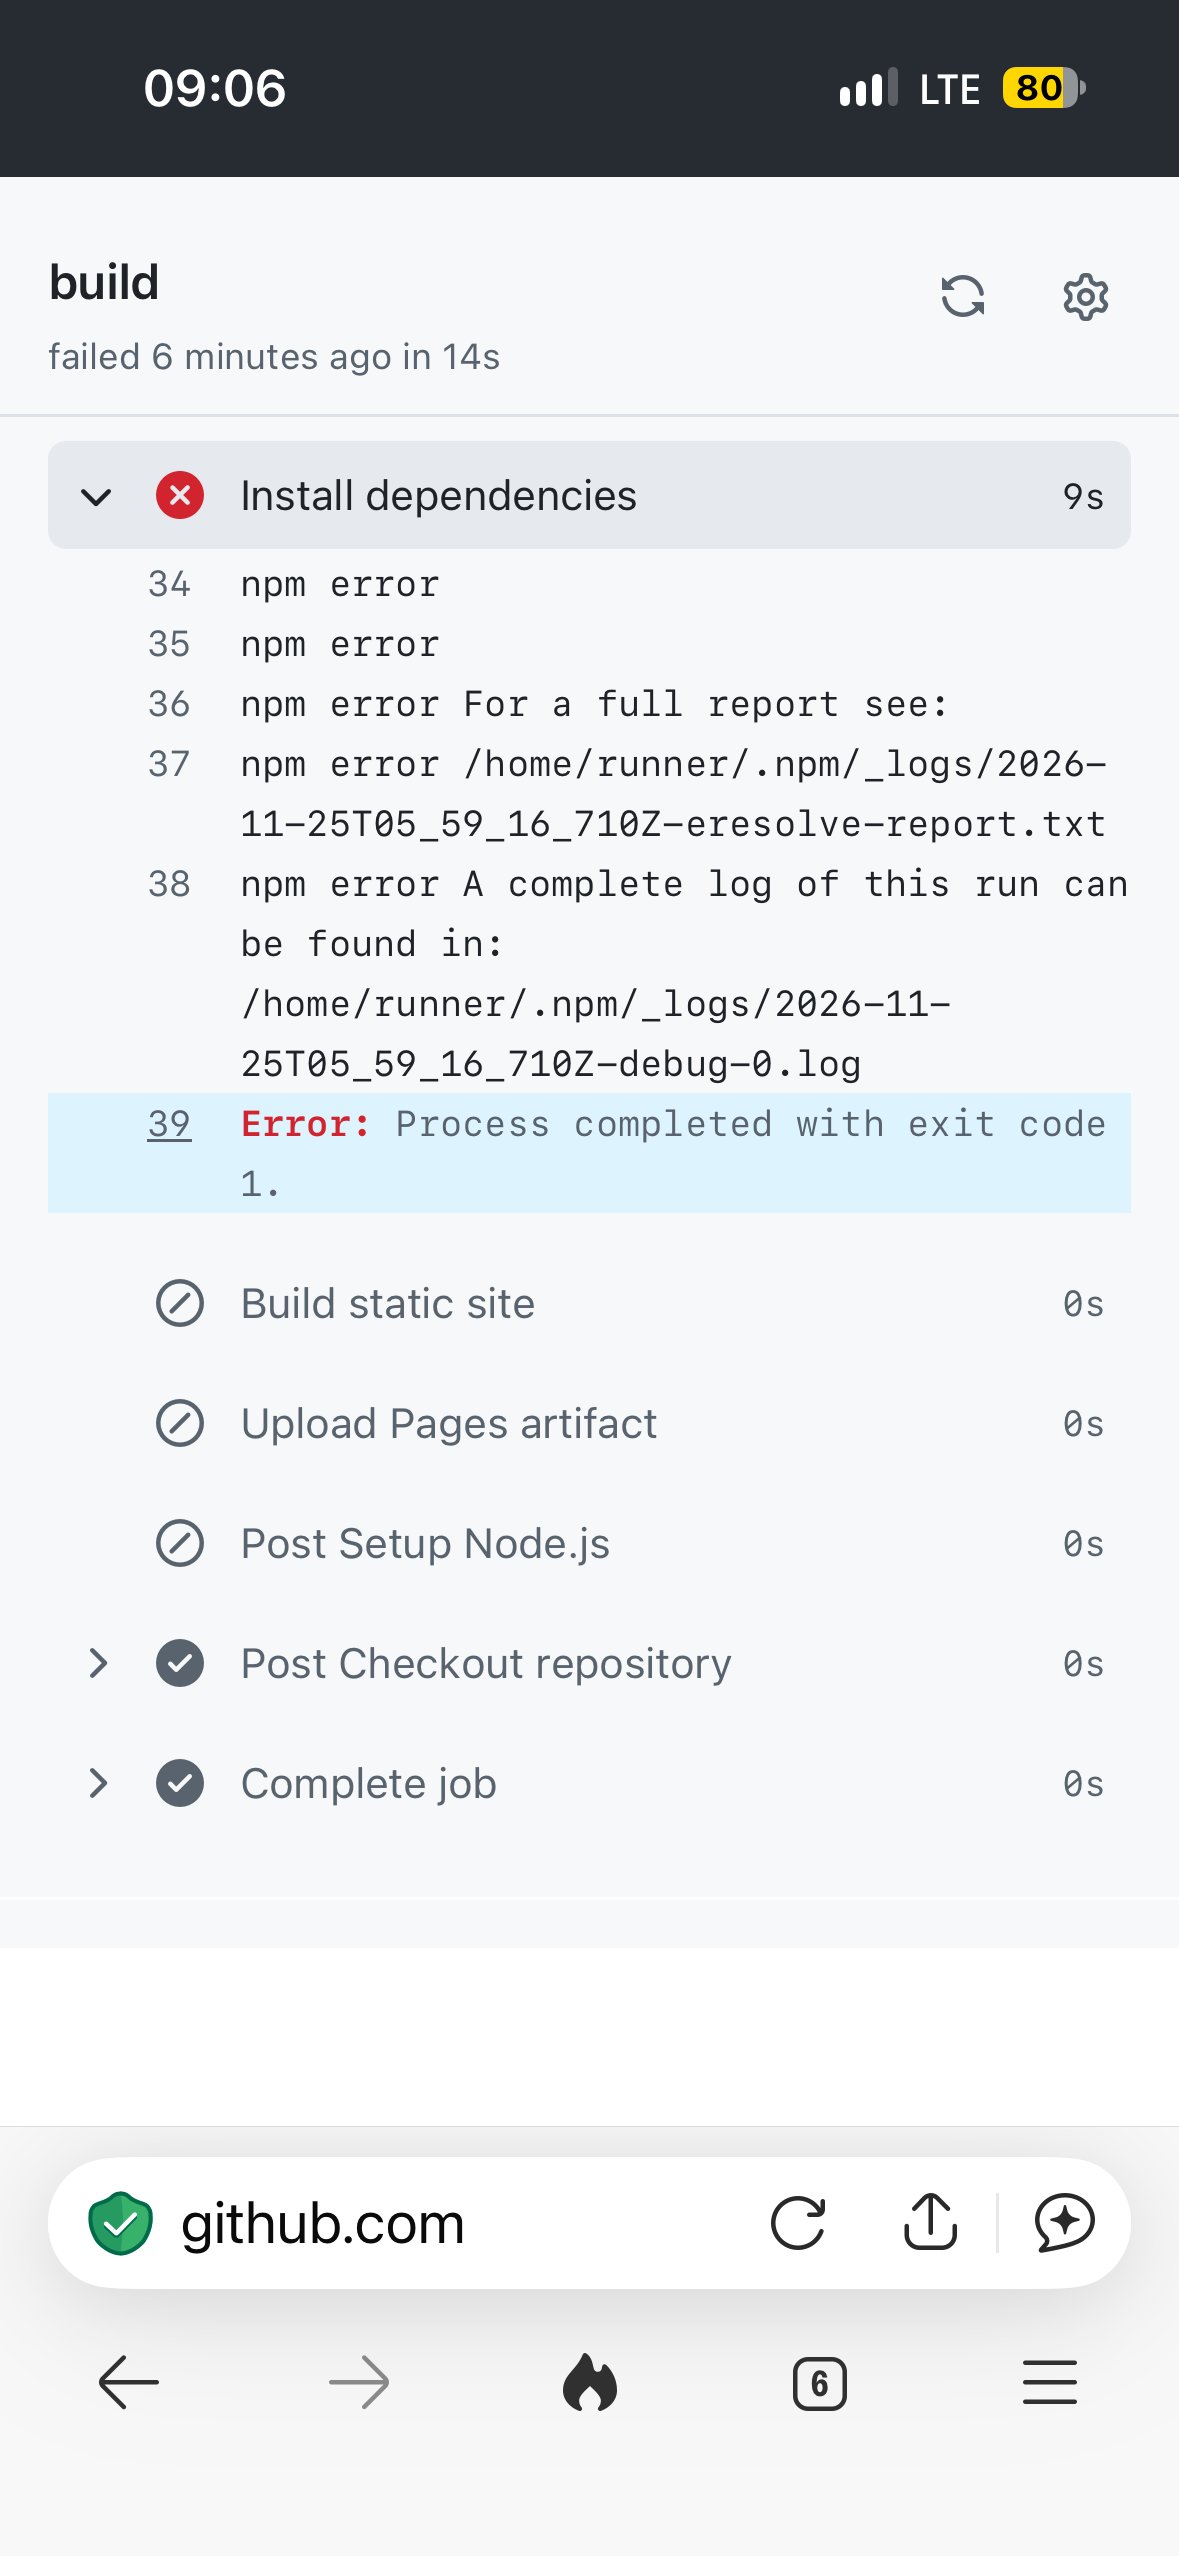 09:06
LTE
80
build
failed 6 minutes ago in 14s
Install dependencies
9s
34 npm error
35 npm error
36 npm error For a full report see:
37 npm error /home/runner/.npm/_logs/2026-
11-25T05_59_16_710Z-eresolve-report.txt
38 npm error A complete log of this run can
be found in:
/home/runner/.npm/_logs/2026-11-
25T05_59_16_710Z-debug-0.log
39 Error: Process completed with exit code
1.
Build static site
0s
Upload Pages artifact
0s
Post Setup Node.js
0s
Post Checkout repository
0s
Complete job
0s
github.com
6